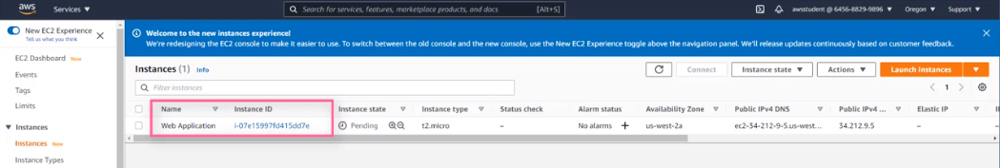 aws Services ▼ Search for services, features, marketplace products, and docs [Alt+S] awsstudent @ 6456-8829-9896 ▼ Oregon ▼ Support ▼
New EC2 Experience
Tell us what you think
EC2 Dashboard New
Events
Tags
Limits
Instances
Instances New
Instance Types
Welcome to the new instances experience!
We're redesigning the EC2 console to make it easier to use. To switch between the old console and the new console, use the New EC2 Experience toggle above the navigation panel. We'll release updates continuously based on customer feedback.
Instances (1) Info Connect Instance state ▼ Actions ▼ Launch instances ▼
Filter instances 1
Name Instance ID Instance state Instance type Status check Alarm status Availability Zone Public IPv4 DNS Public IPv4 ... Elastic IP
Web Application i-07e15997fd415dd7e Pending t2.micro – No alarms + us-west-2a ec2-34-212-9-5.us-west... 34.212.9.5 –